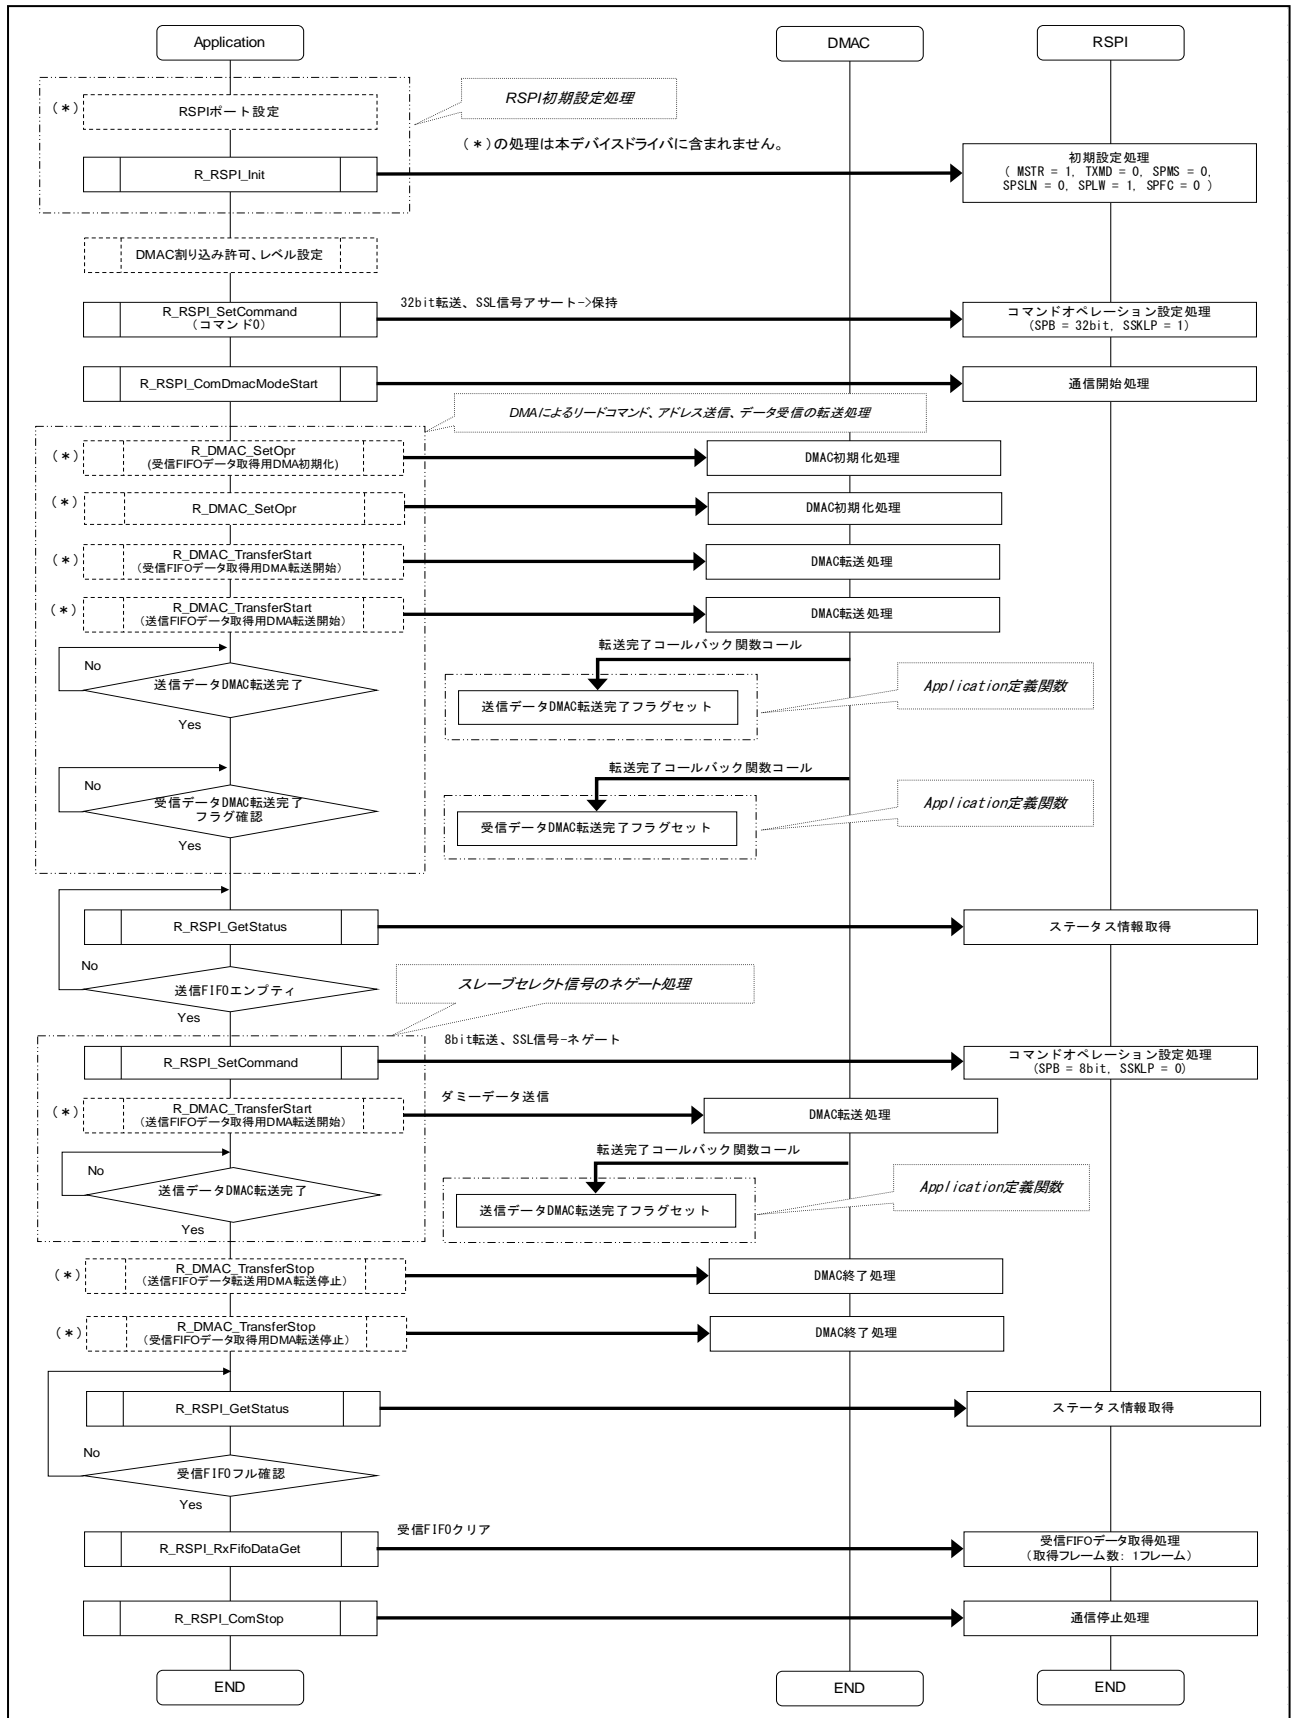 Application
DMAC
RSPI
RSPI初期設定処理
(＊)
RSPIポート設定
(＊)の処理は本デバイスドライバに含まれません。
R_RSPI_Init
初期設定処理
( MSTR = 1, TXMD = 0, SPMS = 0,
SPSLN = 0, SPLW = 1, SPFC = 0 )
DMAC割り込み許可、レベル設定
R_RSPI_SetCommand
(コマンド0)
32bit転送、SSL信号アサート->保持
コマンドオペレーション設定処理
(SPB = 32bit, SSKLP = 1)
R_RSPI_ComDmacModeStart
通信開始処理
DMAによるリードコマンド、アドレス送信、データ受信の転送処理
(＊)
R_DMAC_SetOpr
(受信FIFOデータ取得用DMA初期化)
DMAC初期化処理
(＊)
R_DMAC_SetOpr
DMAC初期化処理
(＊)
R_DMAC_TransferStart
(受信FIFOデータ取得用DMA転送開始)
DMAC転送処理
(＊)
R_DMAC_TransferStart
(送信FIFOデータ取得用DMA転送開始)
DMAC転送処理
転送完了コールバック関数コール
No
送信データDMAC転送完了
Yes
送信データDMAC転送完了フラグセット
Application定義関数
転送完了コールバック関数コール
No
受信データDMAC転送完了
フラグ確認
Yes
受信データDMAC転送完了フラグセット
Application定義関数
R_RSPI_GetStatus
ステータス情報取得
No
送信FIFOエンプティ
Yes
スレーブセレクト信号のネゲート処理
8bit転送、SSL信号-ネゲート
R_RSPI_SetCommand
コマンドオペレーション設定処理
(SPB = 8bit, SSKLP = 0)
(＊)
R_DMAC_TransferStart
(送信FIFOデータ取得用DMA転送開始)
ダミーデータ送信
DMAC転送処理
転送完了コールバック関数コール
No
送信データDMAC転送完了
Yes
送信データDMAC転送完了フラグセット
Application定義関数
(＊)
R_DMAC_TransferStop
(送信FIFOデータ転送用DMA転送停止)
DMAC終了処理
(＊)
R_DMAC_TransferStop
(受信FIFOデータ取得用DMA転送停止)
DMAC終了処理
R_RSPI_GetStatus
ステータス情報取得
No
受信FIFOフル確認
Yes
受信FIFOクリア
R_RSPI_RxFifoDataGet
受信FIFOデータ取得処理
(取得フレーム数: 1フレーム)
R_RSPI_ComStop
通信停止処理
END
END
END